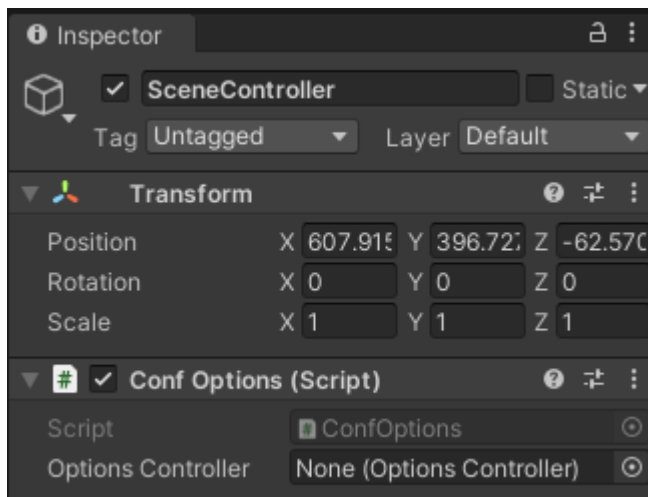 Inspector
SceneController Static
Tag Untagged Layer Default
Transform
Position X 607.915 Y 396.727 Z -62.570
Rotation X 0 Y 0 Z 0
Scale X 1 Y 1 Z 1
# Conf Options (Script)
Script # ConfOptions
Options Controller None (Options Controller)